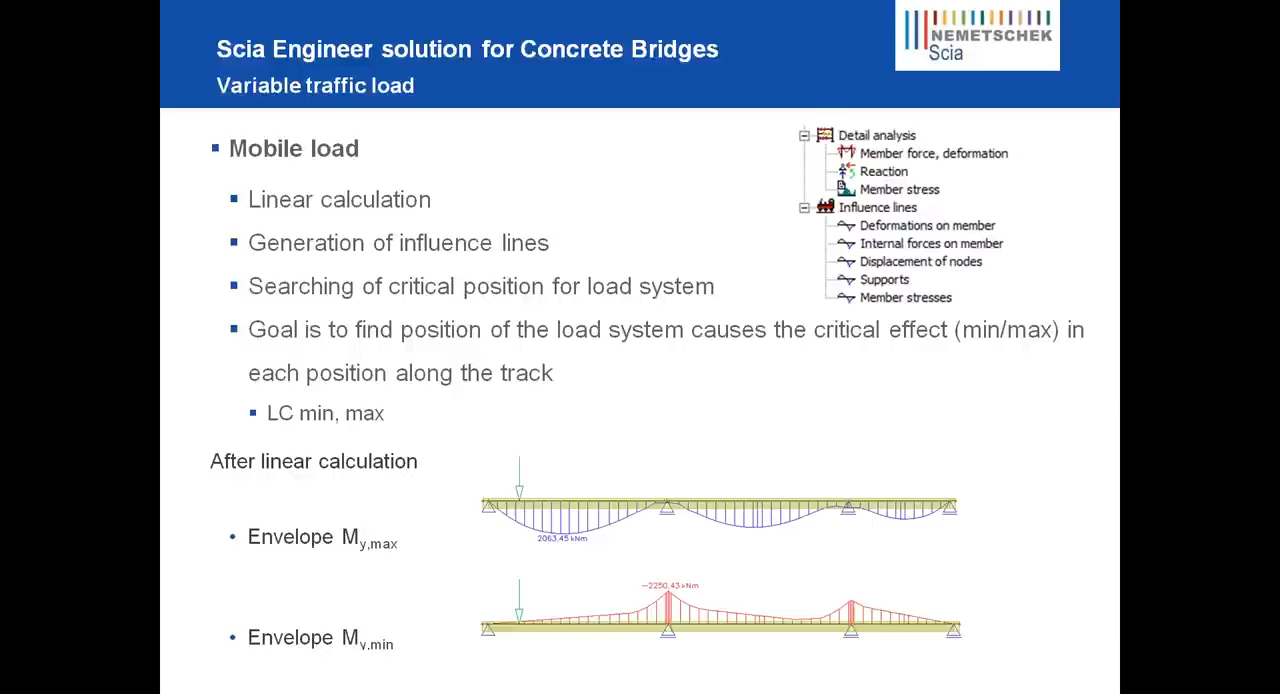 Scia Engineer solution for Concrete Bridges
Variable traffic load
NEMETSCHEK
Scia
Mobile load
Linear calculation
Generation of influence lines
Searching of critical position for load system
Goal is to find position of the load system causes the critical effect (min/max) in
each position along the track
LC min, max
Detail analysis
Member force, deformation
Reaction
Member stress
Influence lines
Deformations on member
Internal forces on member
Displacement of nodes
Supports
Member stresses
After linear calculation
Envelope My,max
2063.45 kNm
-2250.43 kNm
Envelope My,min